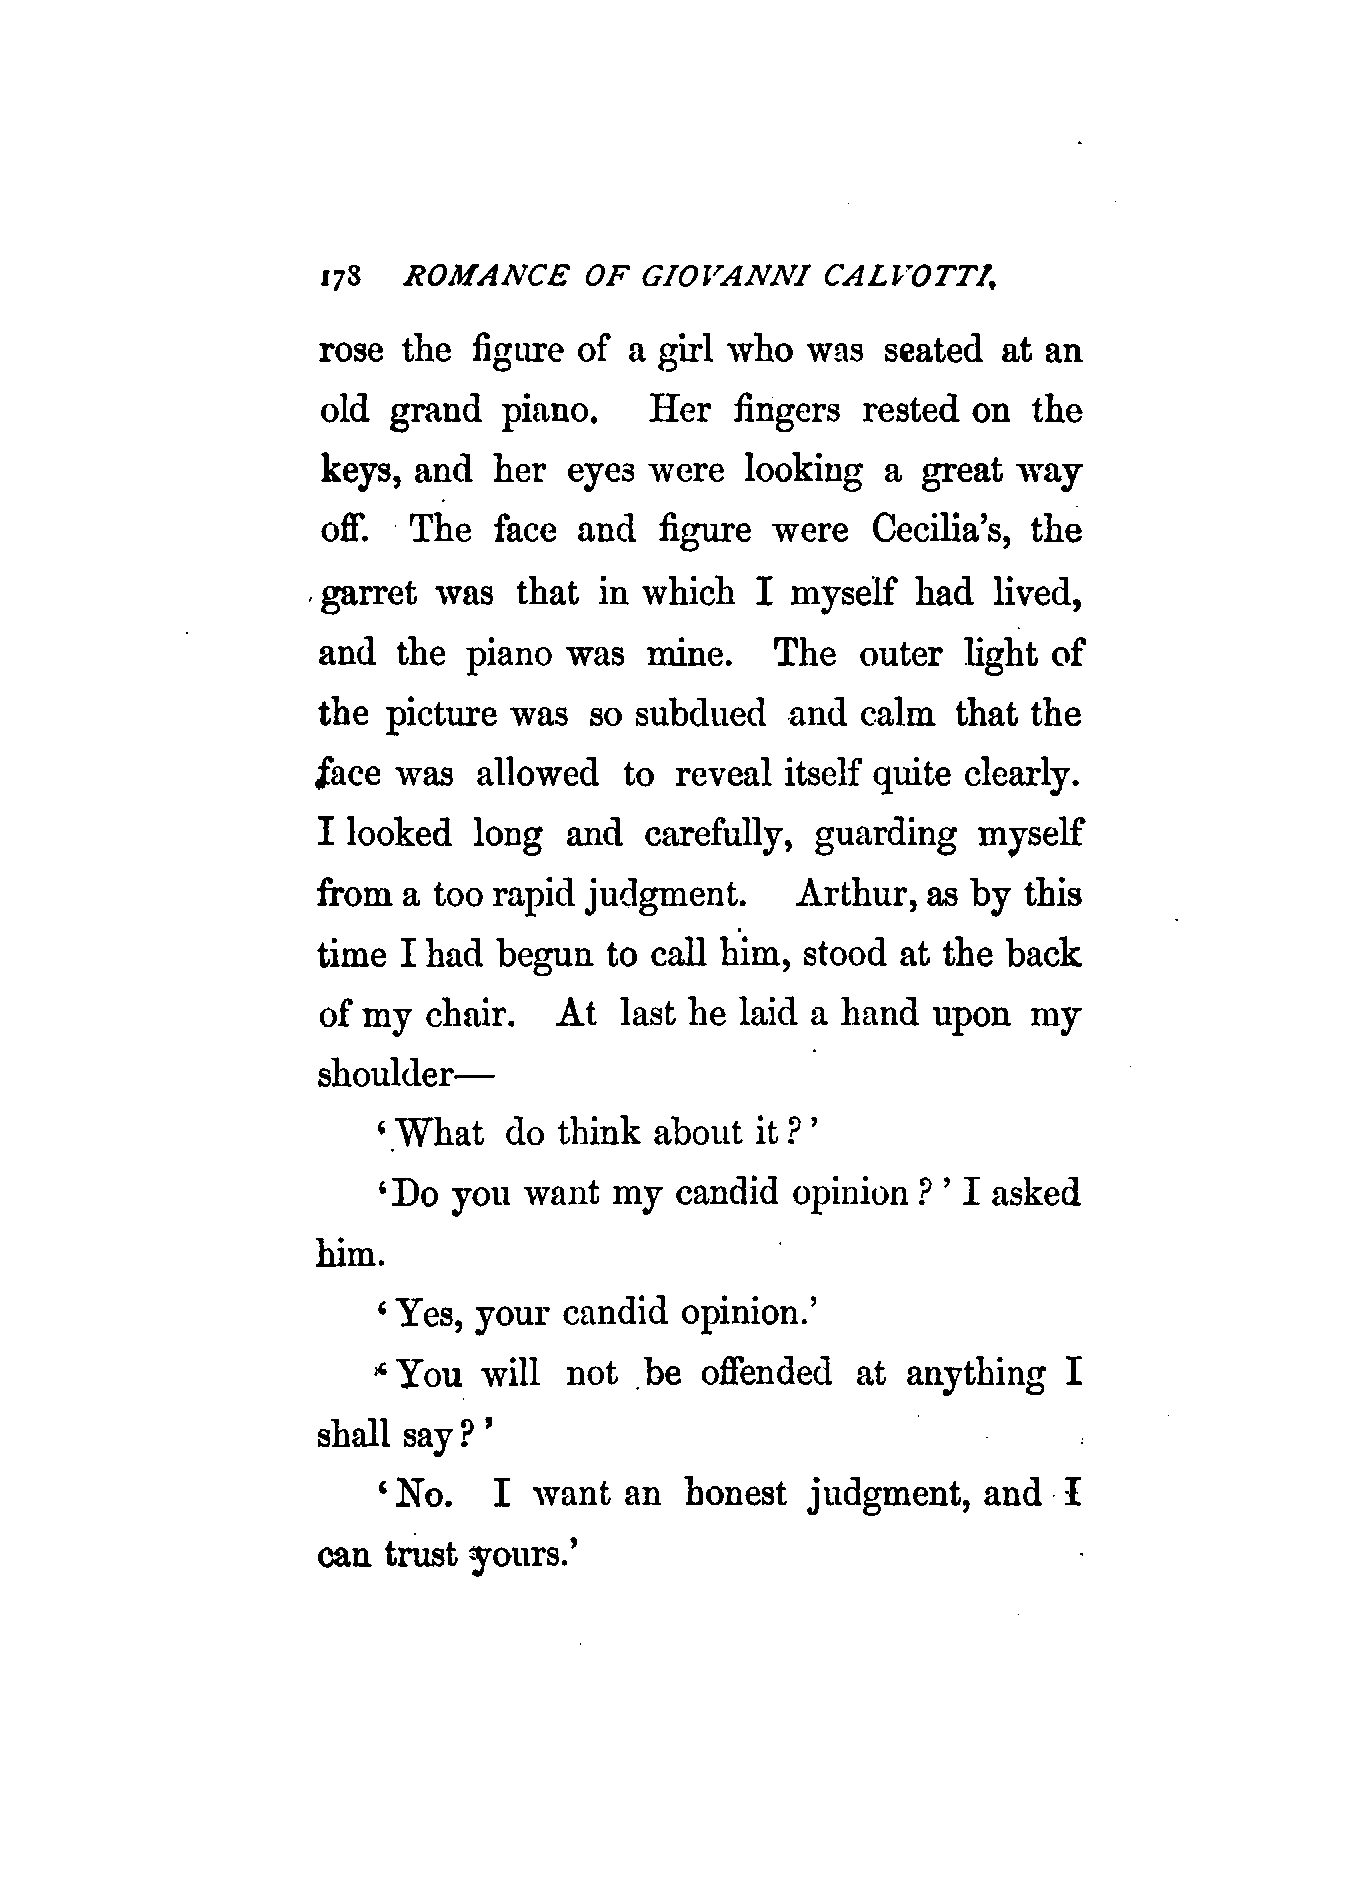 178 ROMANCE OF GIOVANNI CALVOTTI.
rose the figure of a girl who was seated at an
old grand piano. Her fingers rested on the
keys, and her eyes were looking a great way
off. The face and figure were Cecilia's, the
garret was that in which I myself had lived,
and the piano was mine. The outer light of
the picture was so subdued and calm that the
face was allowed to reveal itself quite clearly.
I looked long and carefully, guarding myself
from a too rapid judgment. Arthur, as by this
time I had begun to call him, stood at the back
of my chair. At last he laid a hand upon my
shoulder—
‘What do think about it?’
‘Do you want my candid opinion?’ I asked
him.
‘Yes, your candid opinion.’
‘You will not be offended at anything I
shall say?’
‘No. I want an honest judgment, and I
can trust yours.’